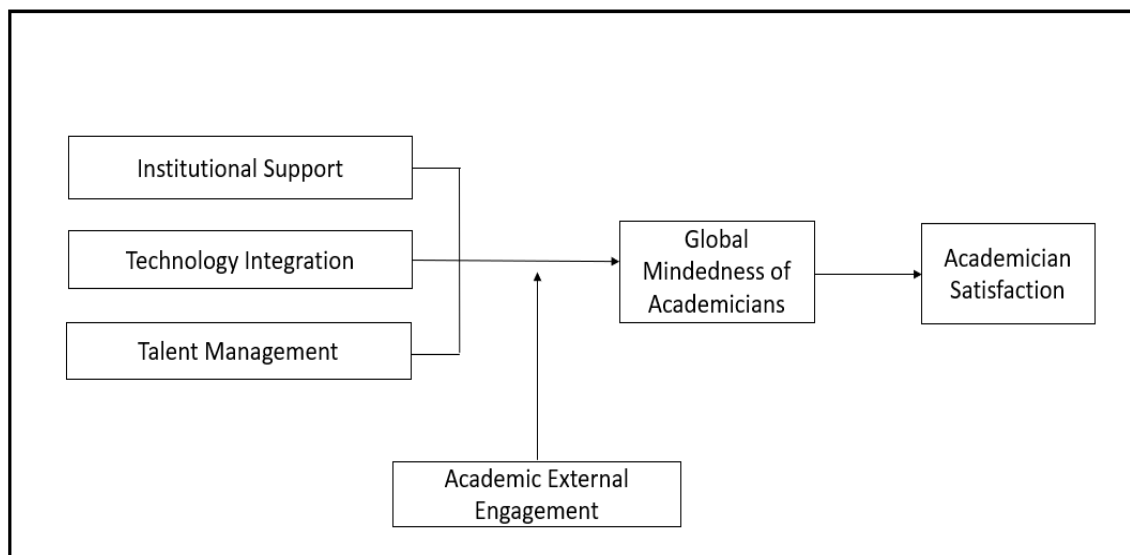 Institutional Support
Technology Integration
Talent Management
Global
Mindedness of
Academicians
Academician
Satisfaction
Academic External
Engagement